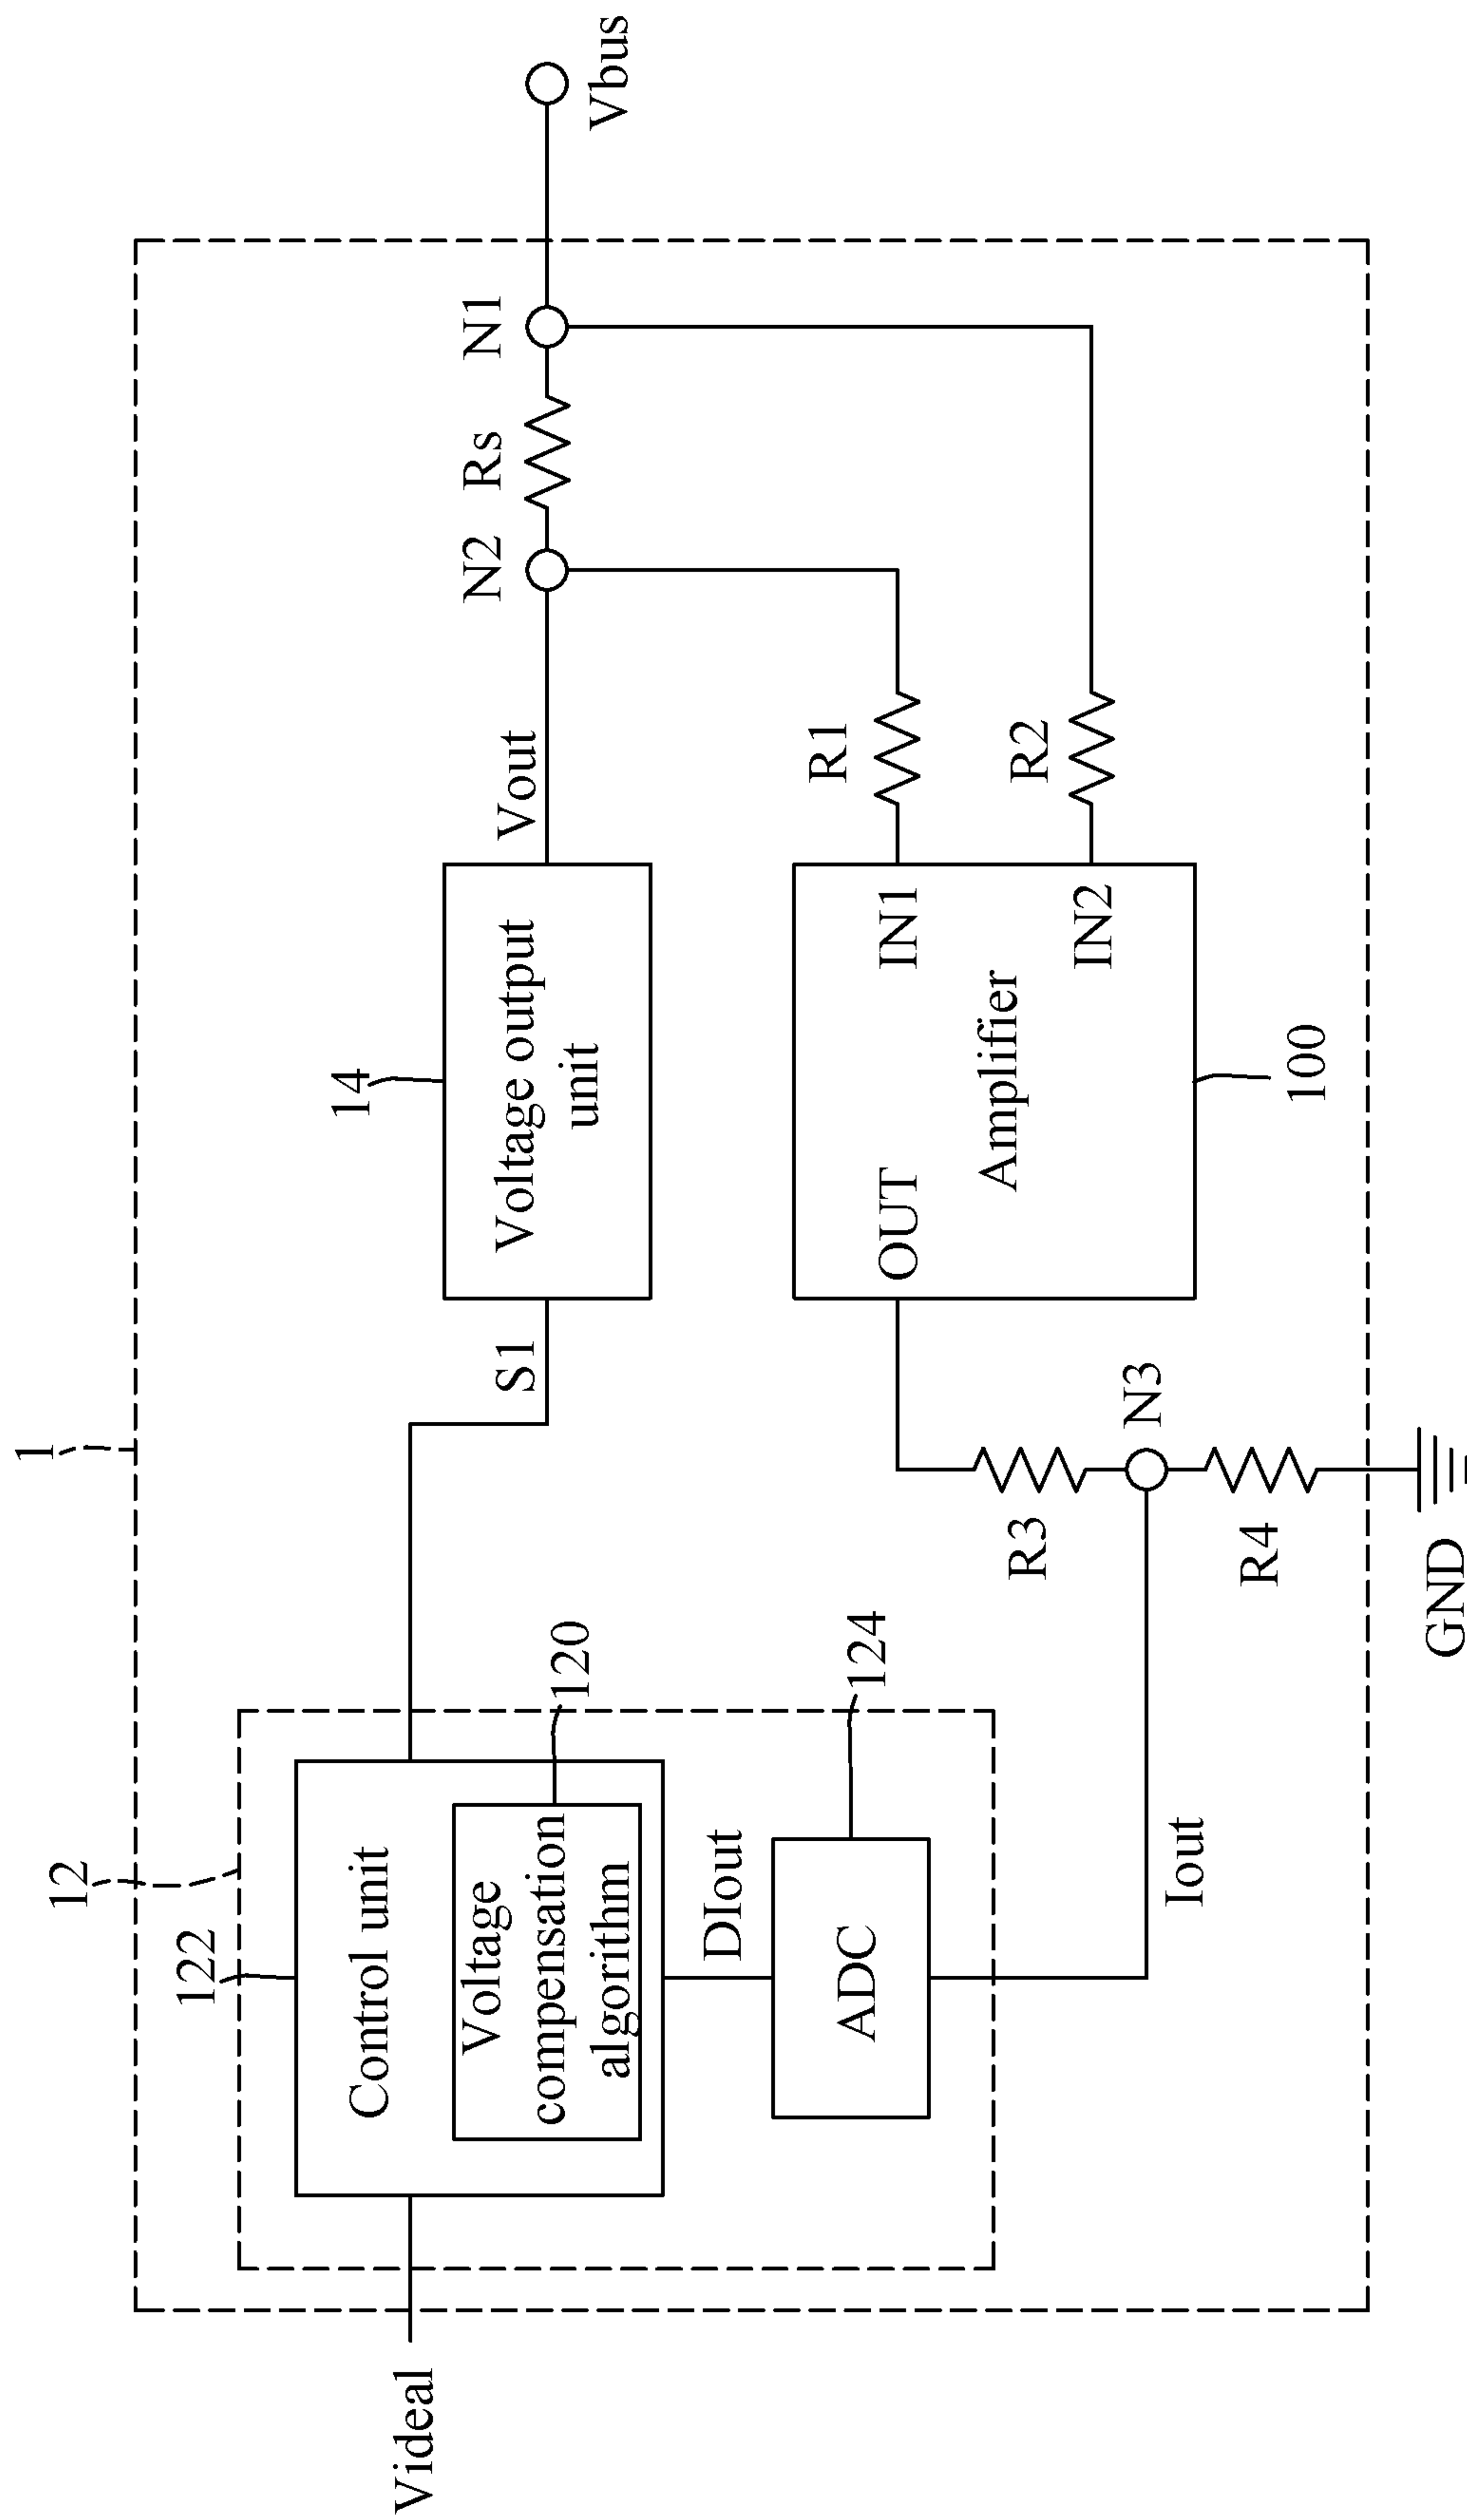 1
12
122
Control unit
Voltage
compensation
algorithm
120
DIout
ADC
124
Videal
S1
14
Voltage output
unit
Vout
N2
Rs
N1
Vbus
R1
R2
IN1
IN2
OUT
Amplifier
100
R3
N3
R4
Iout
GND